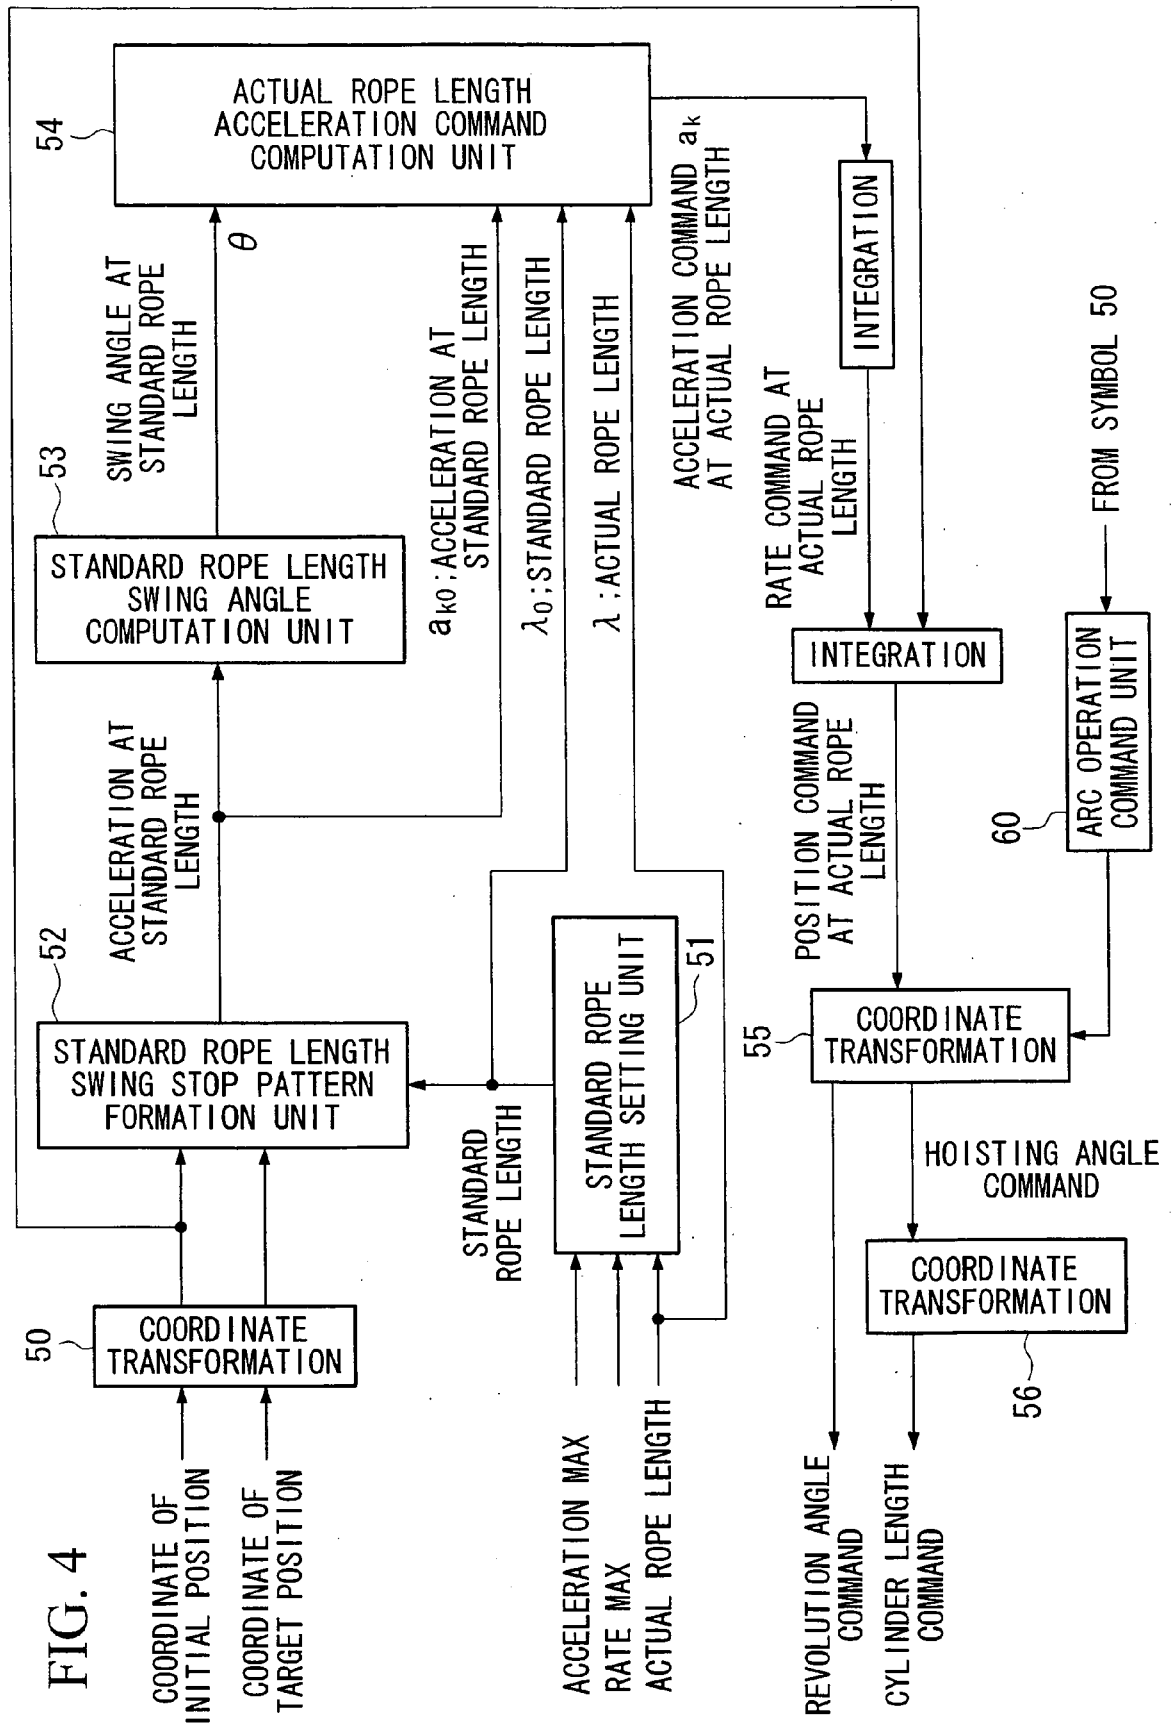 FIG. 4
COORDINATE OF
INITIAL POSITION
COORDINATE OF
TARGET POSITION
50
COORDINATE
TRANSFORMATION
52
STANDARD ROPE LENGTH
SWING STOP PATTERN
FORMATION UNIT
ACCELERATION AT
STANDARD ROPE
LENGTH
53
STANDARD ROPE LENGTH
SWING ANGLE
COMPUTATION UNIT
SWING ANGLE AT
STANDARD ROPE
LENGTH
θ
54
ACTUAL ROPE LENGTH
ACCELERATION COMMAND
COMPUTATION UNIT
ak0;ACCELERATION AT
STANDARD ROPE LENGTH
λ0;STANDARD ROPE LENGTH
λ;ACTUAL ROPE LENGTH
STANDARD
ROPE LENGTH
ACCELERATION MAX
RATE MAX
ACTUAL ROPE LENGTH
STANDARD ROPE
LENGTH SETTING UNIT
51
ACCELERATION COMMAND ak
AT ACTUAL ROPE LENGTH
INTEGRATION
RATE COMMAND AT
ACTUAL ROPE
LENGTH
INTEGRATION
POSITION COMMAND
AT ACTUAL ROPE
LENGTH
55
COORDINATE
TRANSFORMATION
FROM SYMBOL 50
ARC OPERATION
COMMAND UNIT
60
HOISTING ANGLE
COMMAND
COORDINATE
TRANSFORMATION
56
REVOLUTION ANGLE
COMMAND
CYLINDER LENGTH
COMMAND